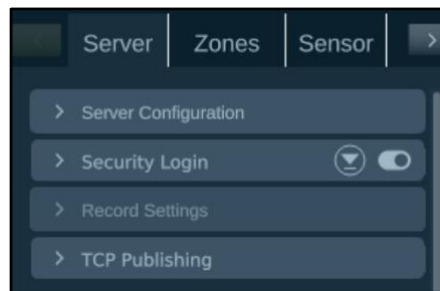 Server Zones Sensor
Server Configuration
Security Login
Record Settings
TCP Publishing